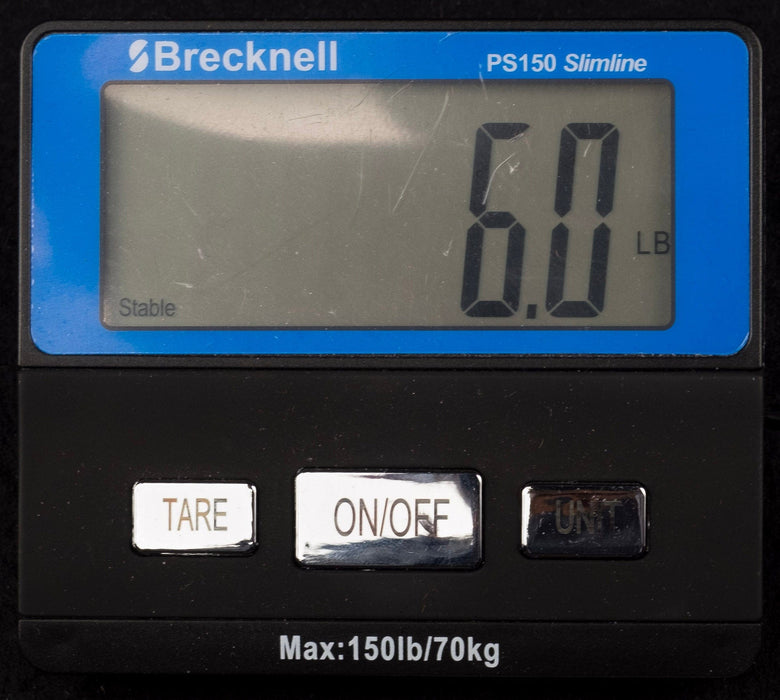 Brecknell PS150 Slimline
6.0 LB
Stable
TARE ON/OFF UNIT
Max:150lb/70kg